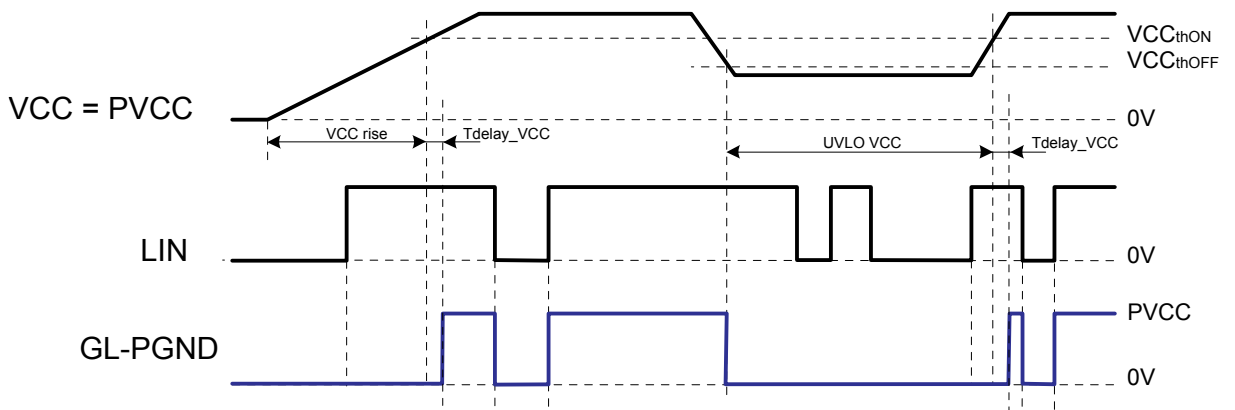 VCCthON
VCCthOFF
VCC = PVCC
0V
VCC rise
Tdelay_VCC
UVLO VCC
Tdelay_VCC
LIN
0V
PVCC
GL-PGND
0V